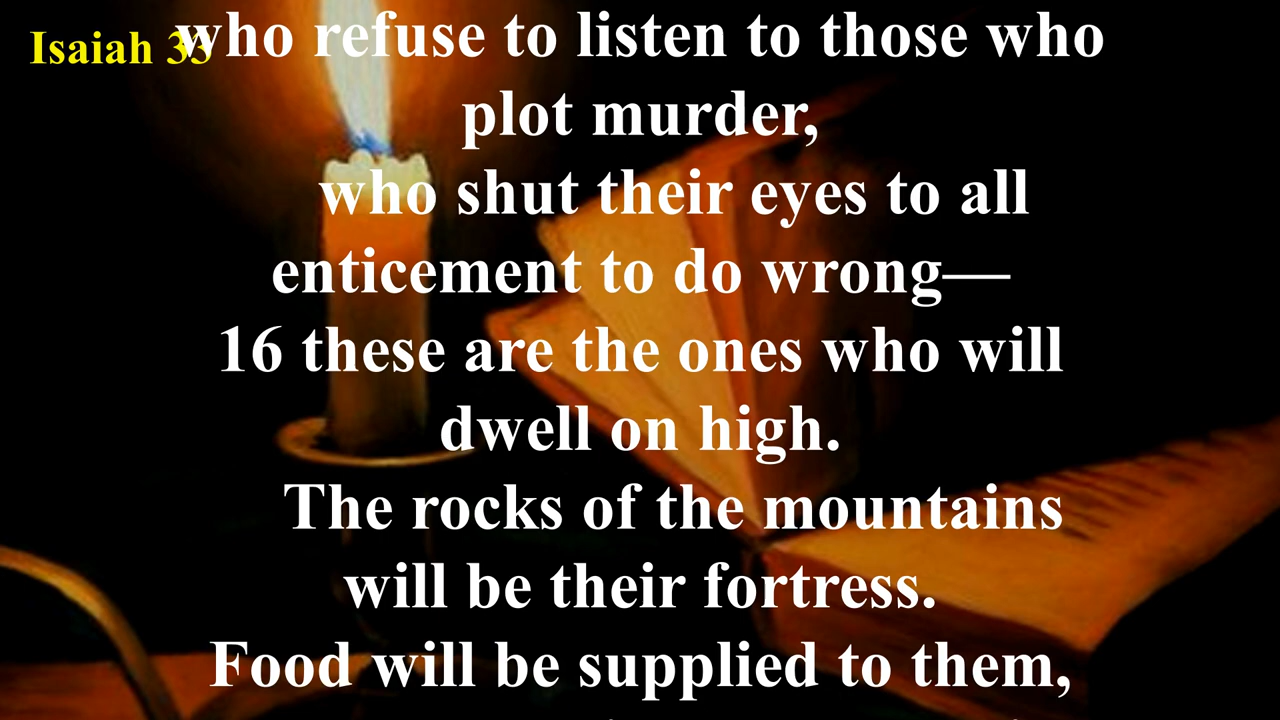 Isaiah 33
who refuse to listen to those who
plot murder,
who shut their eyes to all
enticement to do wrong—
16 these are the ones who will
dwell on high.
The rocks of the mountains
will be their fortress.
Food will be supplied to them,